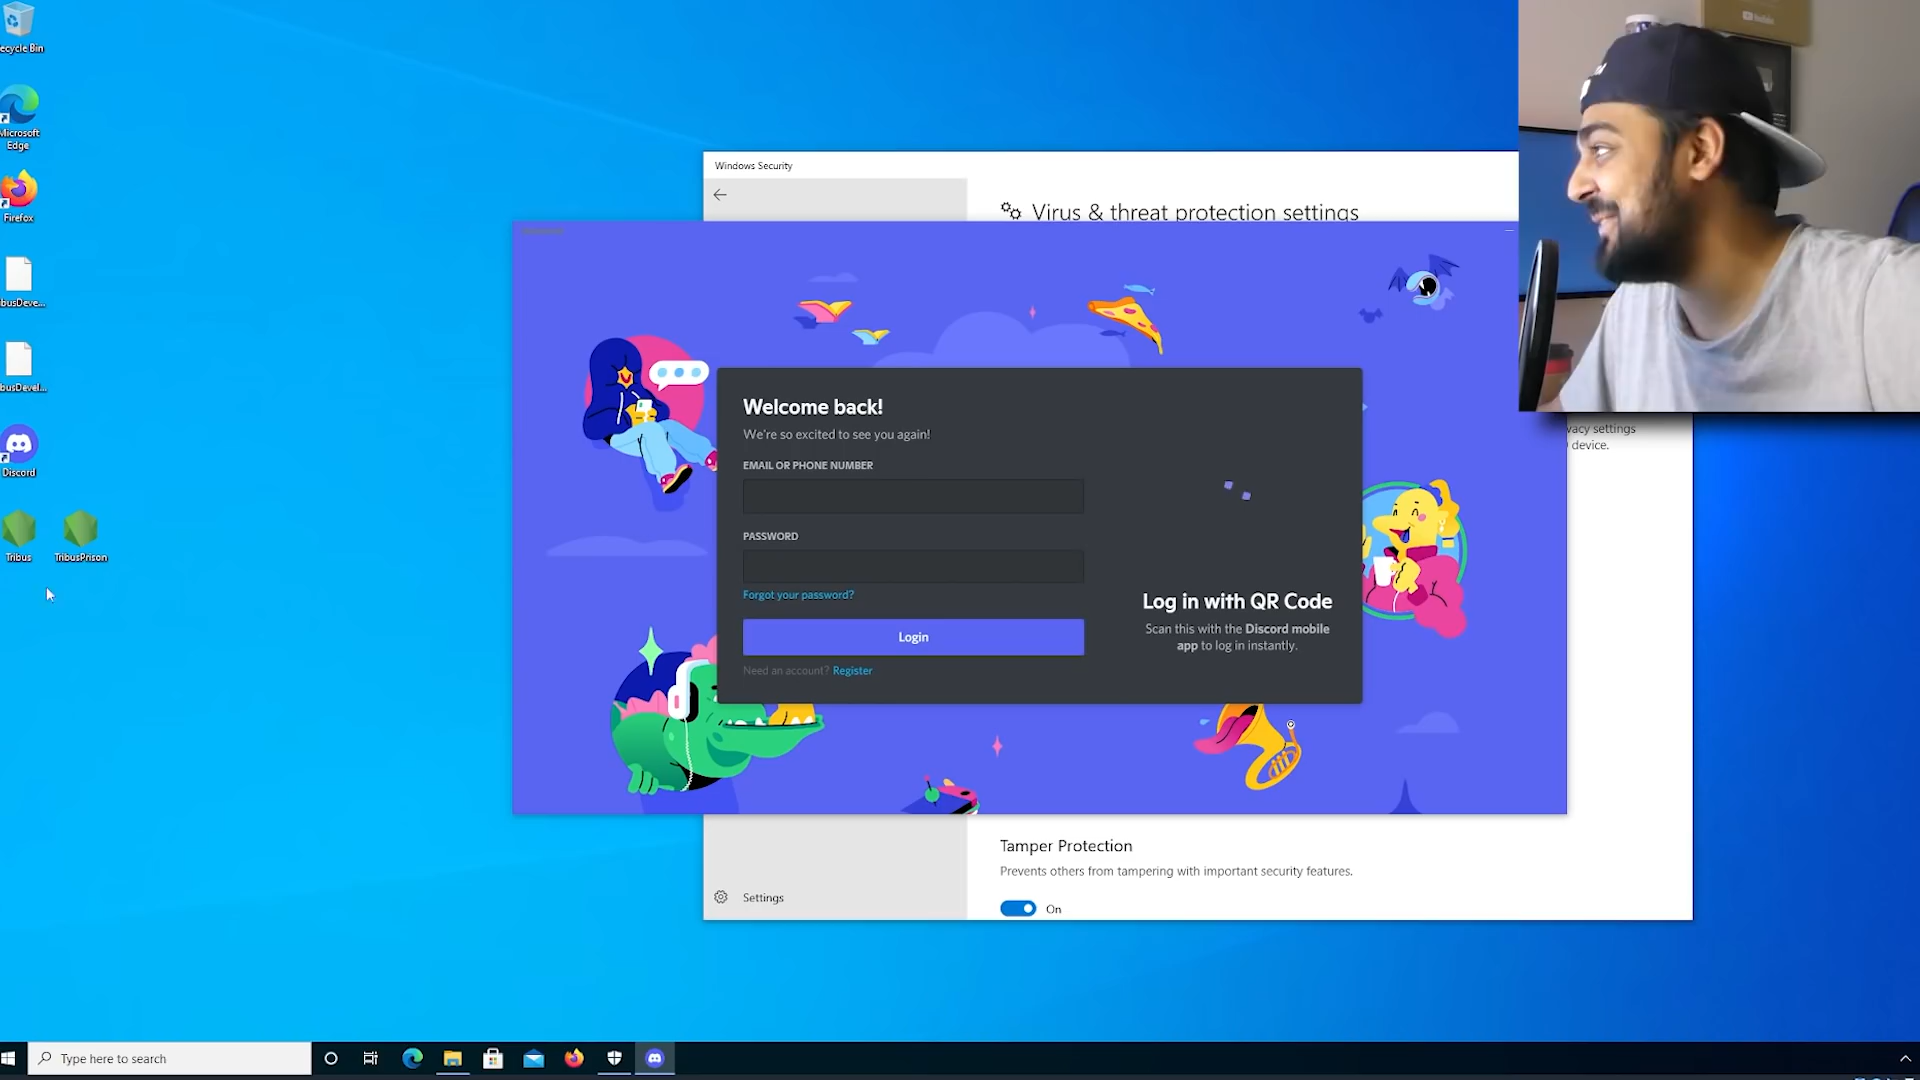 ecycle Bin
Microsoft
Edge
Firefox
busDeve...
busDevel...
Discord
Tribus
TribusPrison
Windows Security
Virus & threat protection settings
Welcome back!
We're so excited to see you again!
EMAIL OR PHONE NUMBER
PASSWORD
Forgot your password?
Login
Need an account? Register
Log in with QR Code
Scan this with the Discord mobile
app to log in instantly.
vacy settings
device.
Tamper Protection
Prevents others from tampering with important security features.
On
Settings
Type here to search